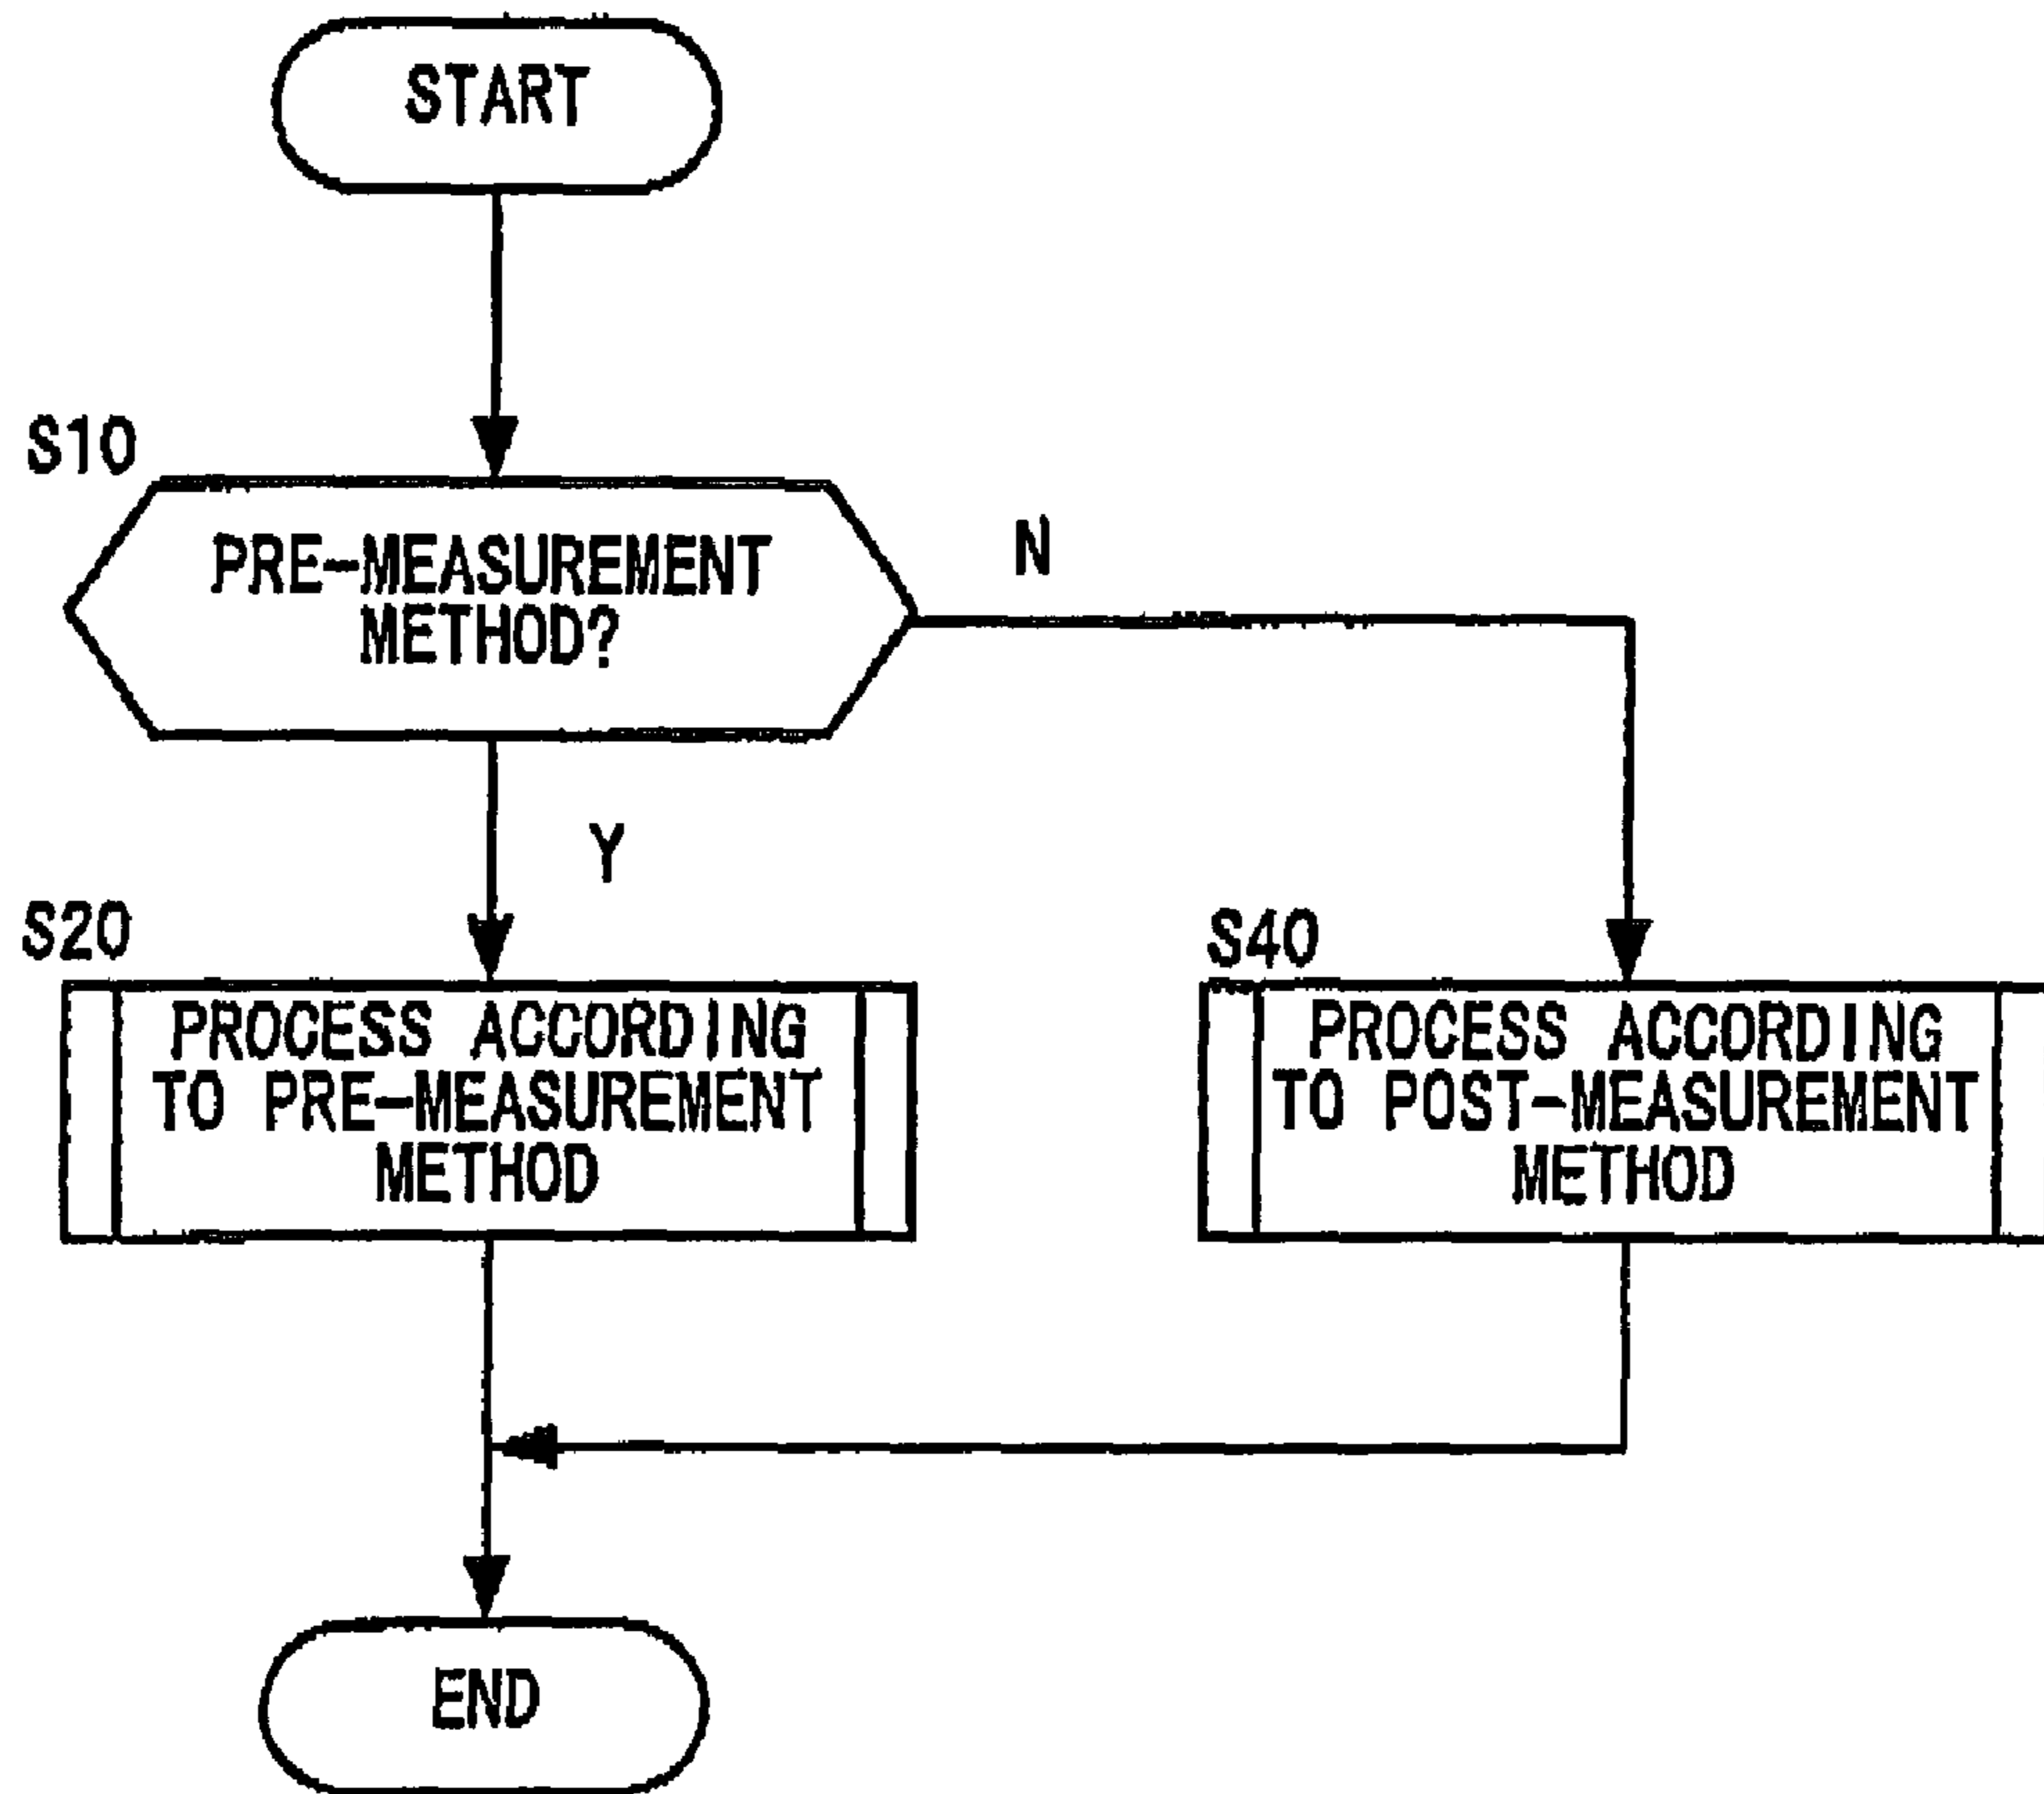 START
S10
PRE-MEASUREMENT
METHOD?
N
Y
S20
PROCESS ACCORDING
TO PRE-MEASUREMENT
METHOD
S40
PROCESS ACCORDING
TO POST-MEASUREMENT
METHOD
END